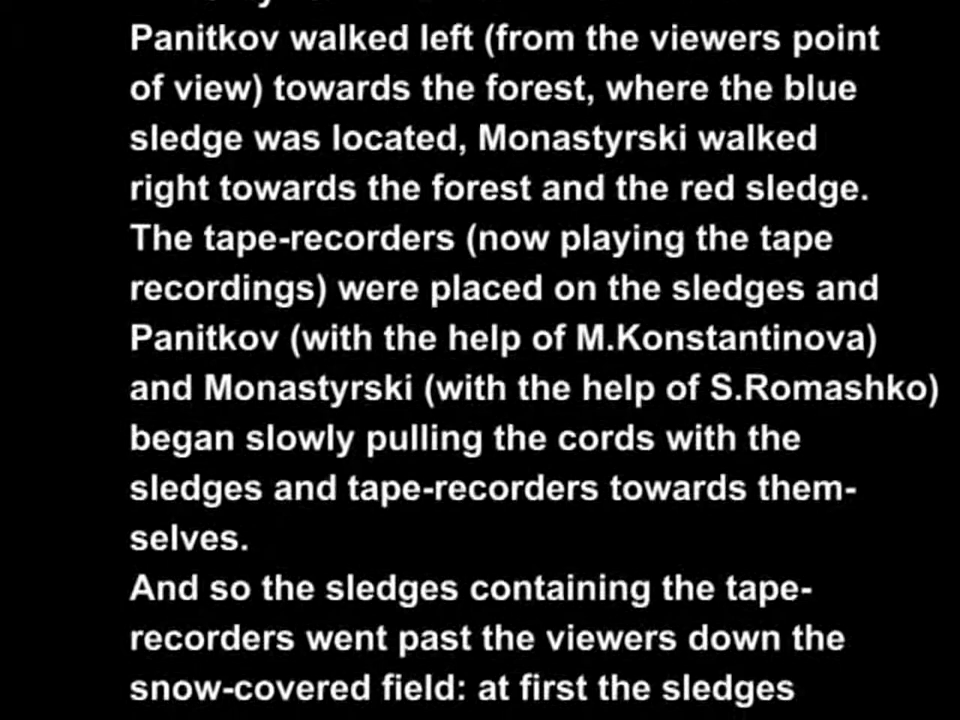 Panitkov walked left (from the viewers point
of view) towards the forest, where the blue
sledge was located, Monastyrski walked
right towards the forest and the red sledge.
The tape-recorders (now playing the tape
recordings) were placed on the sledges and
Panitkov (with the help of M.Konstantinova)
and Monastyrski (with the help of S.Romashko)
began slowly pulling the cords with the
sledges and tape-recorders towards them-
selves.
And so the sledges containing the tape-
recorders went past the viewers down the
snow-covered field: at first the sledges